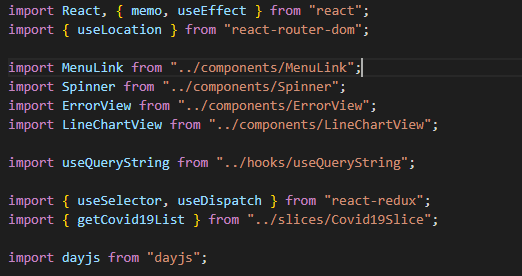 import React, { memo, useEffect } from "react";
import { useLocation } from "react-router-dom";
import MenuLink from "../components/MenuLink";
import Spinner from "../components/Spinner";
import ErrorView from "../components/ErrorView";
import LineChartView from "../components/LineChartView";
import useQueryString from "../hooks/useQueryString";
import { useSelector, useDispatch } from "react-redux";
import { getCovid19List } from "../slices/Covid19Slice";
import dayjs from "dayjs";